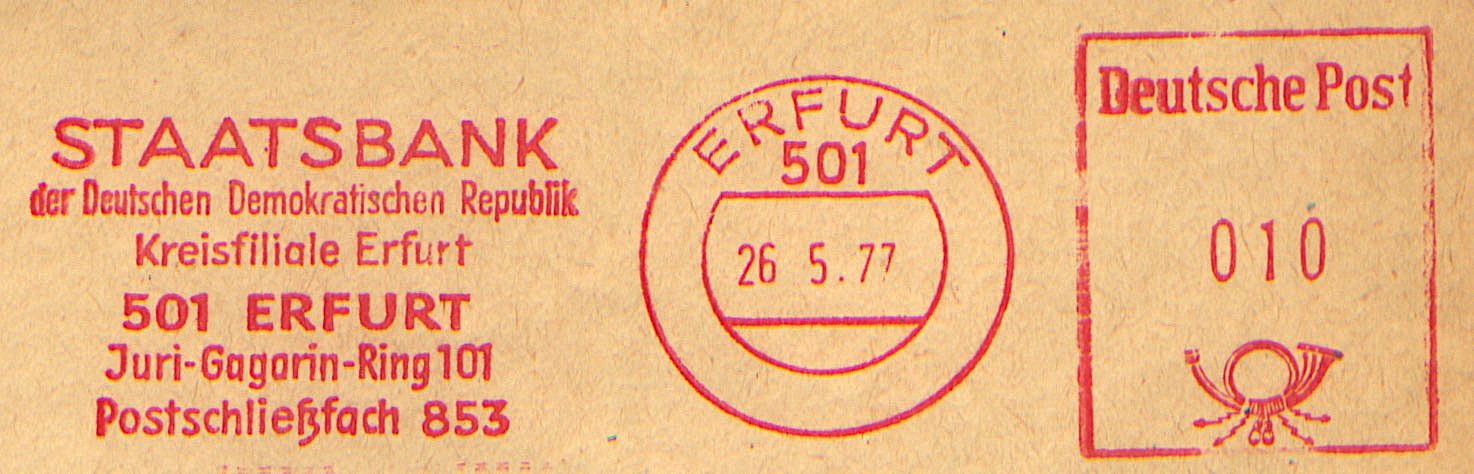 STAATSBANK
der Deutschen Demokratischen Republik
Kreisfiliale Erfurt
501 ERFURT
Juri-Gagarin-Ring 101
Postschließfach 853
ERFURT
501
26 5.77
Deutsche Post
010